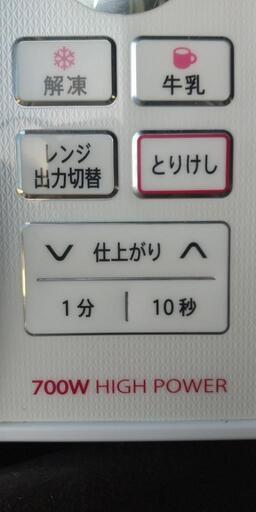 解凍
牛乳
レンジ
出力切替
とりけし
仕上がり
1分
10秒
700W HIGH POWER